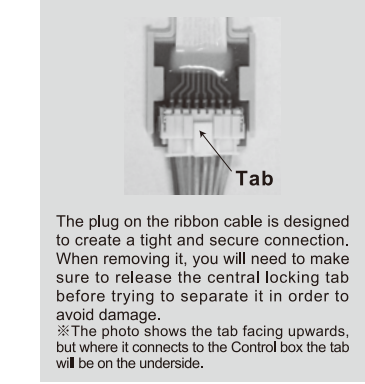 Tab
The plug on the ribbon cable is designed
to create a tight and secure connection.
When removing it, you will need to make
sure to release the central locking tab
before trying to separate it in order to
avoid damage.
※The photo shows the tab facing upwards,
but where it connects to the Control box the tab
will be on the underside.